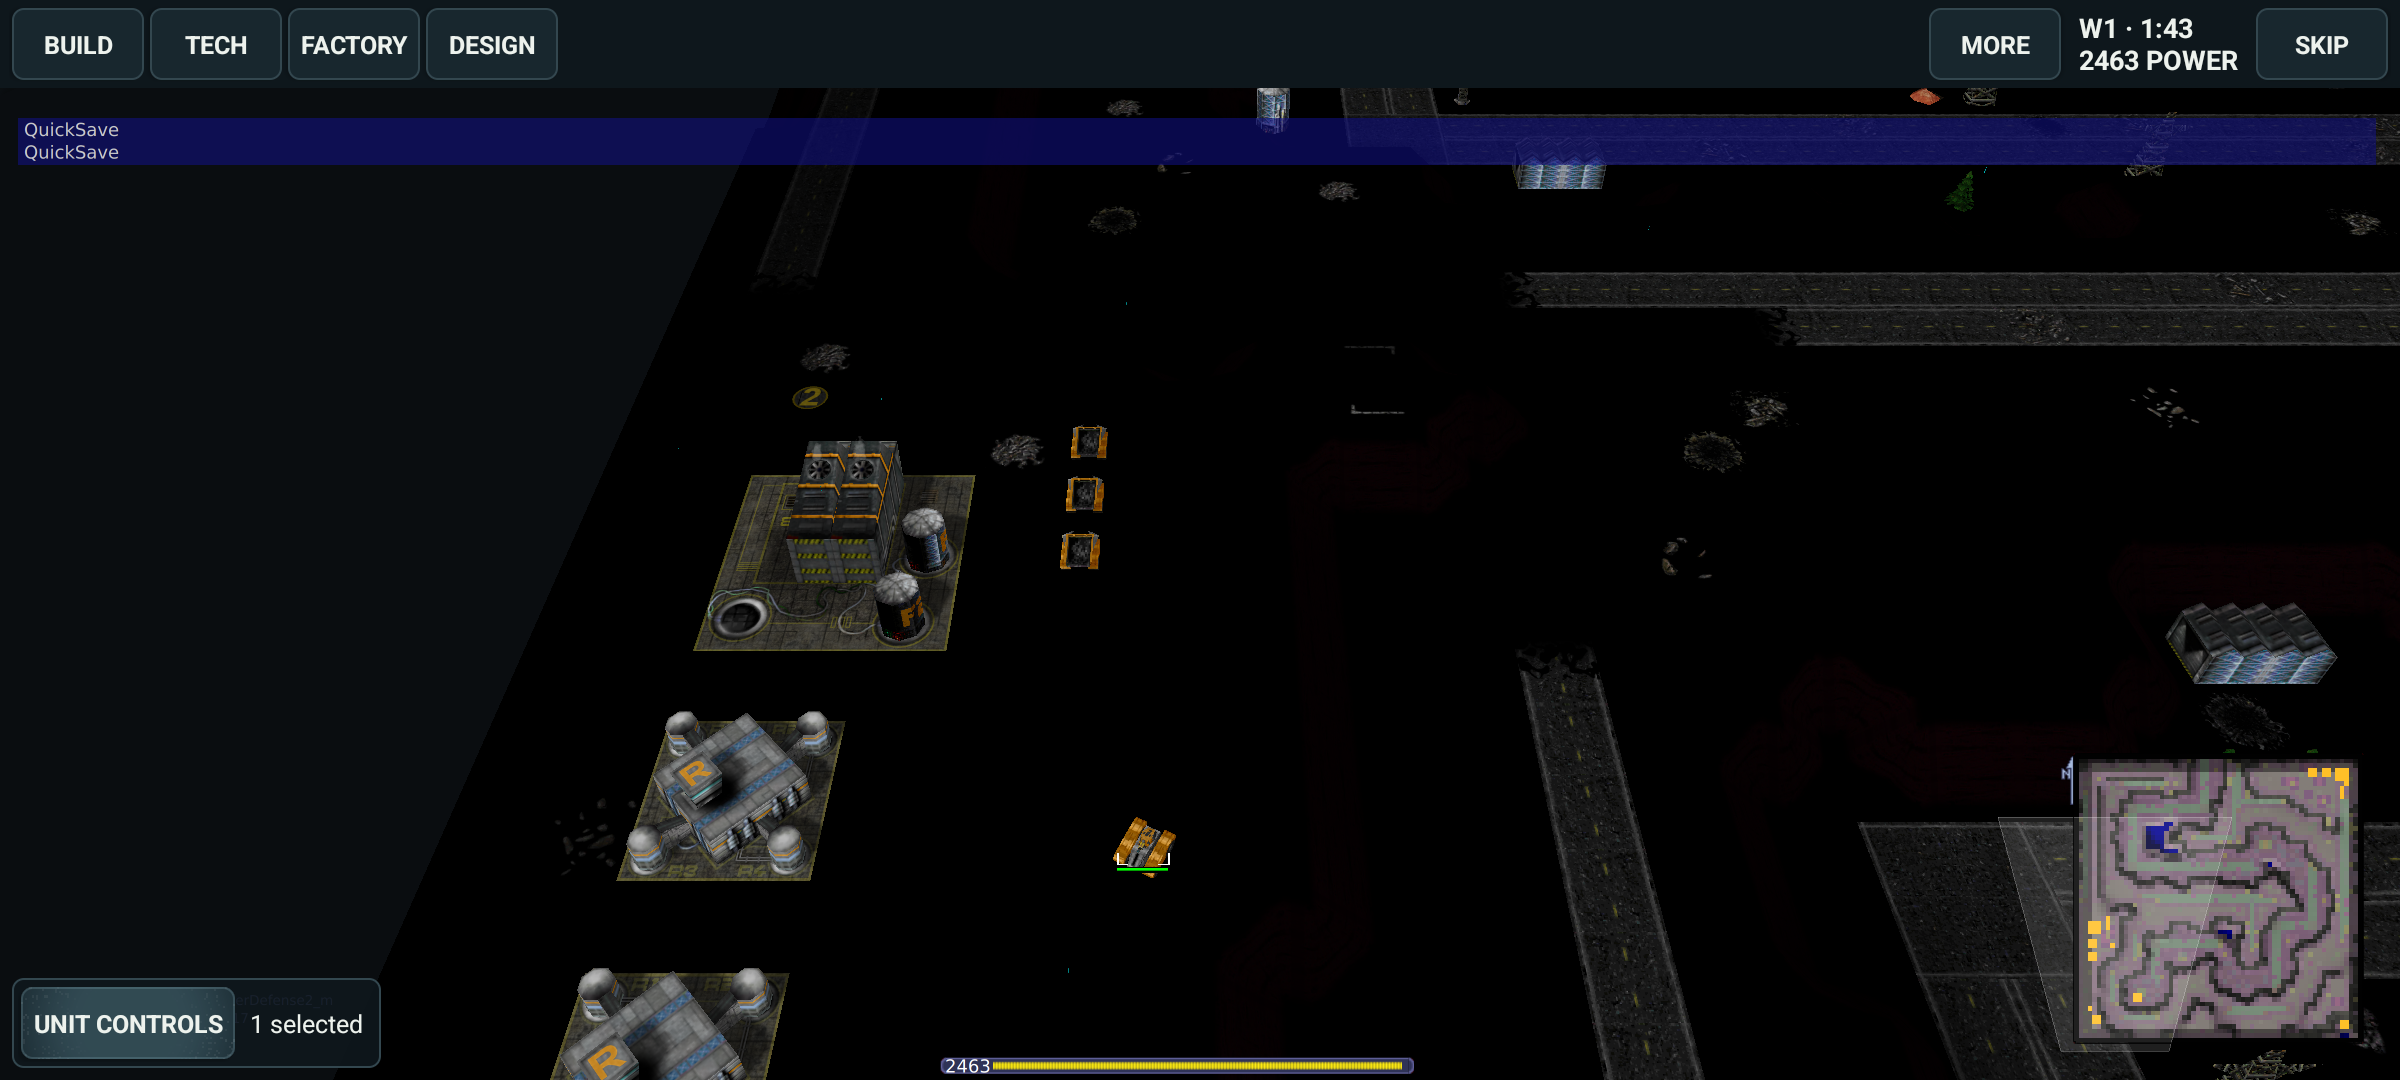 BUILD
TECH
FACTORY
DESIGN
MORE
W1 · 1:43
2463 POWER
SKIP
QuickSave
QuickSave
2
R
R
N
UNIT CONTROLS
1 selected
2463